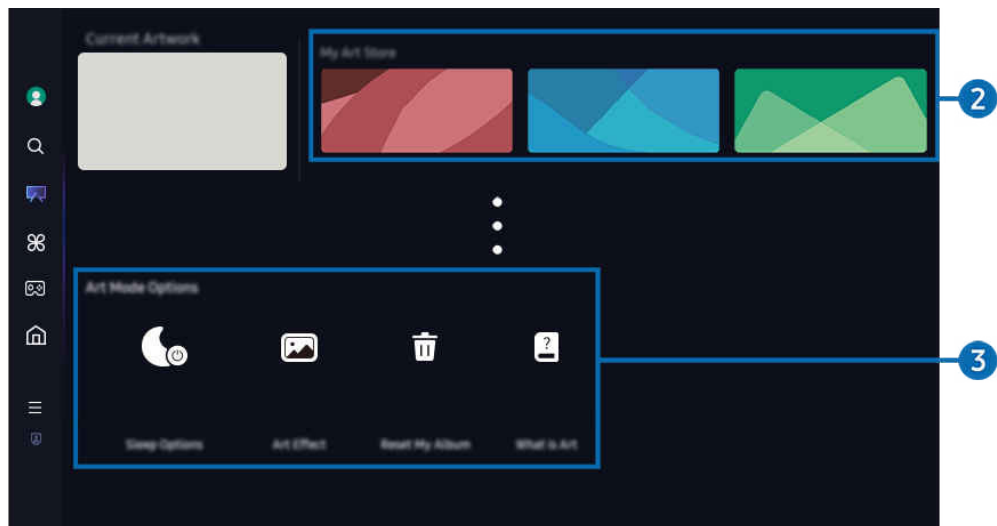 Current Artwork
My Art Store
2
Art Mode Options
3
Sleep Options
Art Effect
Reset My Album
What is Art